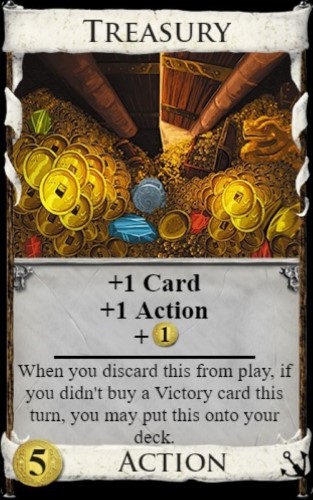 TREASURY
+1 Card
+1 Action
+ 1
When you discard this from play, if
you didn't buy a Victory card this
turn, you may put this onto your
deck.
5 ACTION